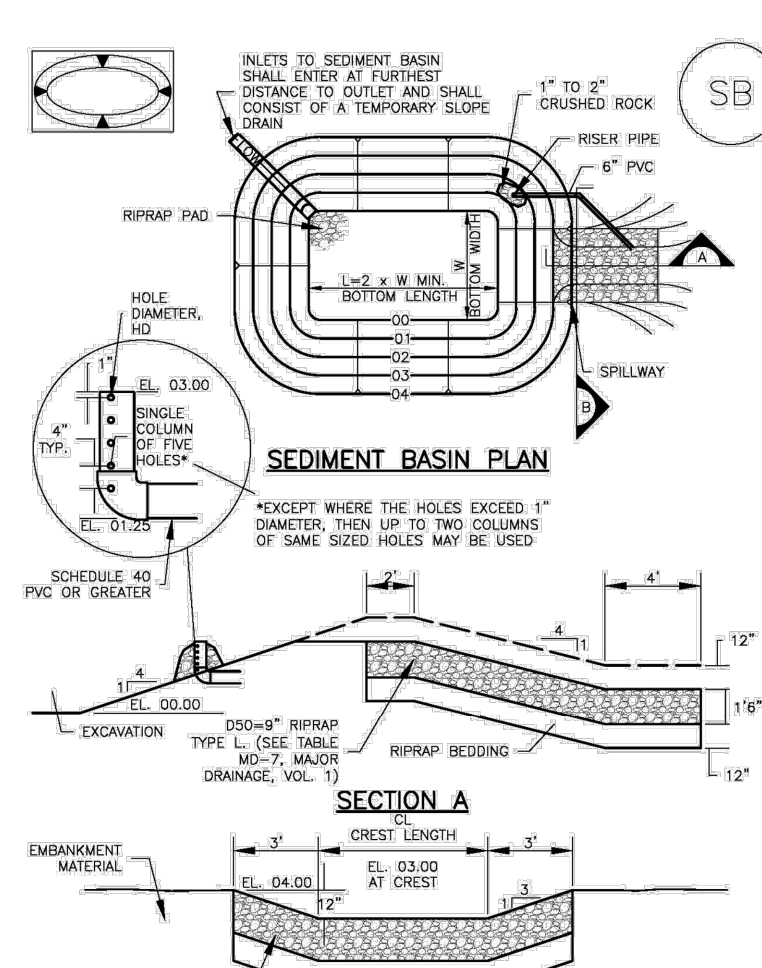 INLETS TO SEDIMENT BASIN
SHALL ENTER AT FURTHEST
DISTANCE TO OUTLET AND SHALL
CONSIST OF A TEMPORARY SLOPE
DRAIN
1" TO 2"
CRUSHED ROCK
SB
RISER PIPE
6" PVC
FLOW
RIPRAP PAD
A
W
BOTTOM WIDTH
L=2 x W MIN.
BOTTOM LENGTH
00
01
02
03
04
SPILLWAY
B
HOLE
DIAMETER,
HD
1"
EL. 03.00
4"
TYP.
SINGLE
COLUMN
OF FIVE
HOLES*
EL. 01.25
SEDIMENT BASIN PLAN
*EXCEPT WHERE THE HOLES EXCEED 1"
DIAMETER, THEN UP TO TWO COLUMNS
OF SAME SIZED HOLES MAY BE USED
SCHEDULE 40
PVC OR GREATER
2'
4'
4
1
12"
4
1
EL. 00.00
1'6"
EXCAVATION
D50=9" RIPRAP
TYPE L. (SEE TABLE
MD-7, MAJOR
DRAINAGE, VOL. 1)
RIPRAP BEDDING
12"
SECTION A
CL
CREST LENGTH
3'
3'
EMBANKMENT
MATERIAL
EL. 04.00
EL. 03.00
AT CREST
12"
3
1